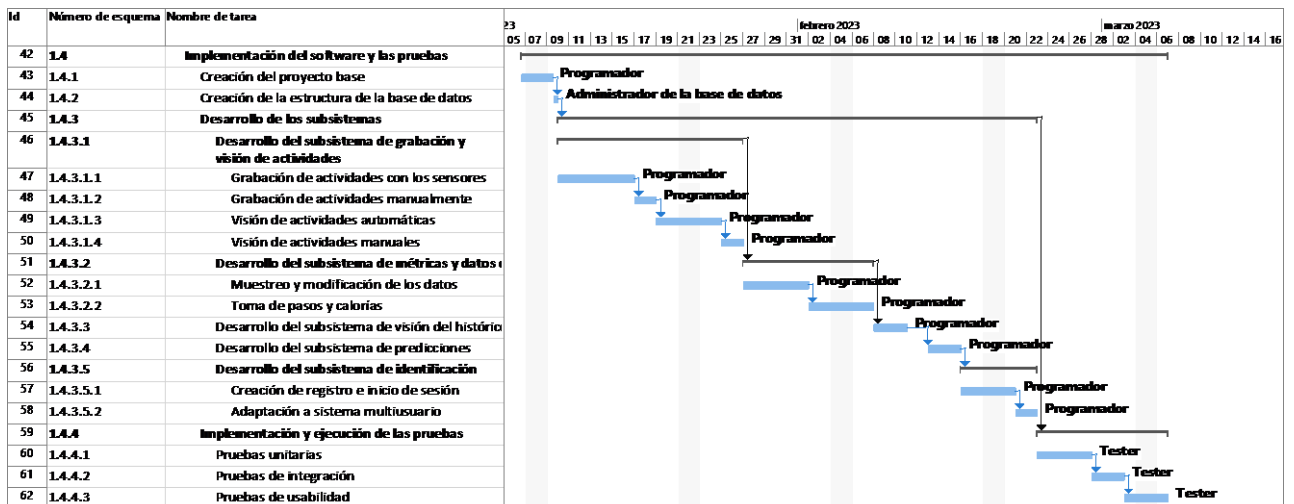 Id Número de esquema Nombre de tarea
23 febrero 2023 marzo 2023
05 07 09 11 13 15 17 19 21 23 25 27 29 31 02 04 06 08 10 12 14 16 18 20 22 24 26 28 02 04 06 08 10 12 14 16
42 1.4 Implementación del software y las pruebas
43 1.4.1 Creación del proyecto base Programador
44 1.4.2 Creación de la estructura de la base de datos Administrador de la base de datos
45 1.4.3 Desarrollo de los subsistemas
46 1.4.3.1 Desarrollo del subsistema de grabación y
visión de actividades
47 1.4.3.1.1 Grabación de actividades con los sensores Programador
48 1.4.3.1.2 Grabación de actividades manualmente Programador
49 1.4.3.1.3 Visión de actividades automáticas Programador
50 1.4.3.1.4 Visión de actividades manuales Programador
51 1.4.3.2 Desarrollo del subsistema de métricas y datos
52 1.4.3.2.1 Muestreo y modificación de los datos Programador
53 1.4.3.2.2 Toma de pasos y calorías Programador
54 1.4.3.3 Desarrollo del subsistema de visión del histórico Programador
55 1.4.3.4 Desarrollo del subsistema de predicciones Programador
56 1.4.3.5 Desarrollo del subsistema de identificación
57 1.4.3.5.1 Creación de registro e inicio de sesión Programador
58 1.4.3.5.2 Adaptación a sistema multiusuario Programador
59 1.4.4 Implementación y ejecución de las pruebas
60 1.4.4.1 Pruebas unitarias Tester
61 1.4.4.2 Pruebas de integración Tester
62 1.4.4.3 Pruebas de usabilidad Tester